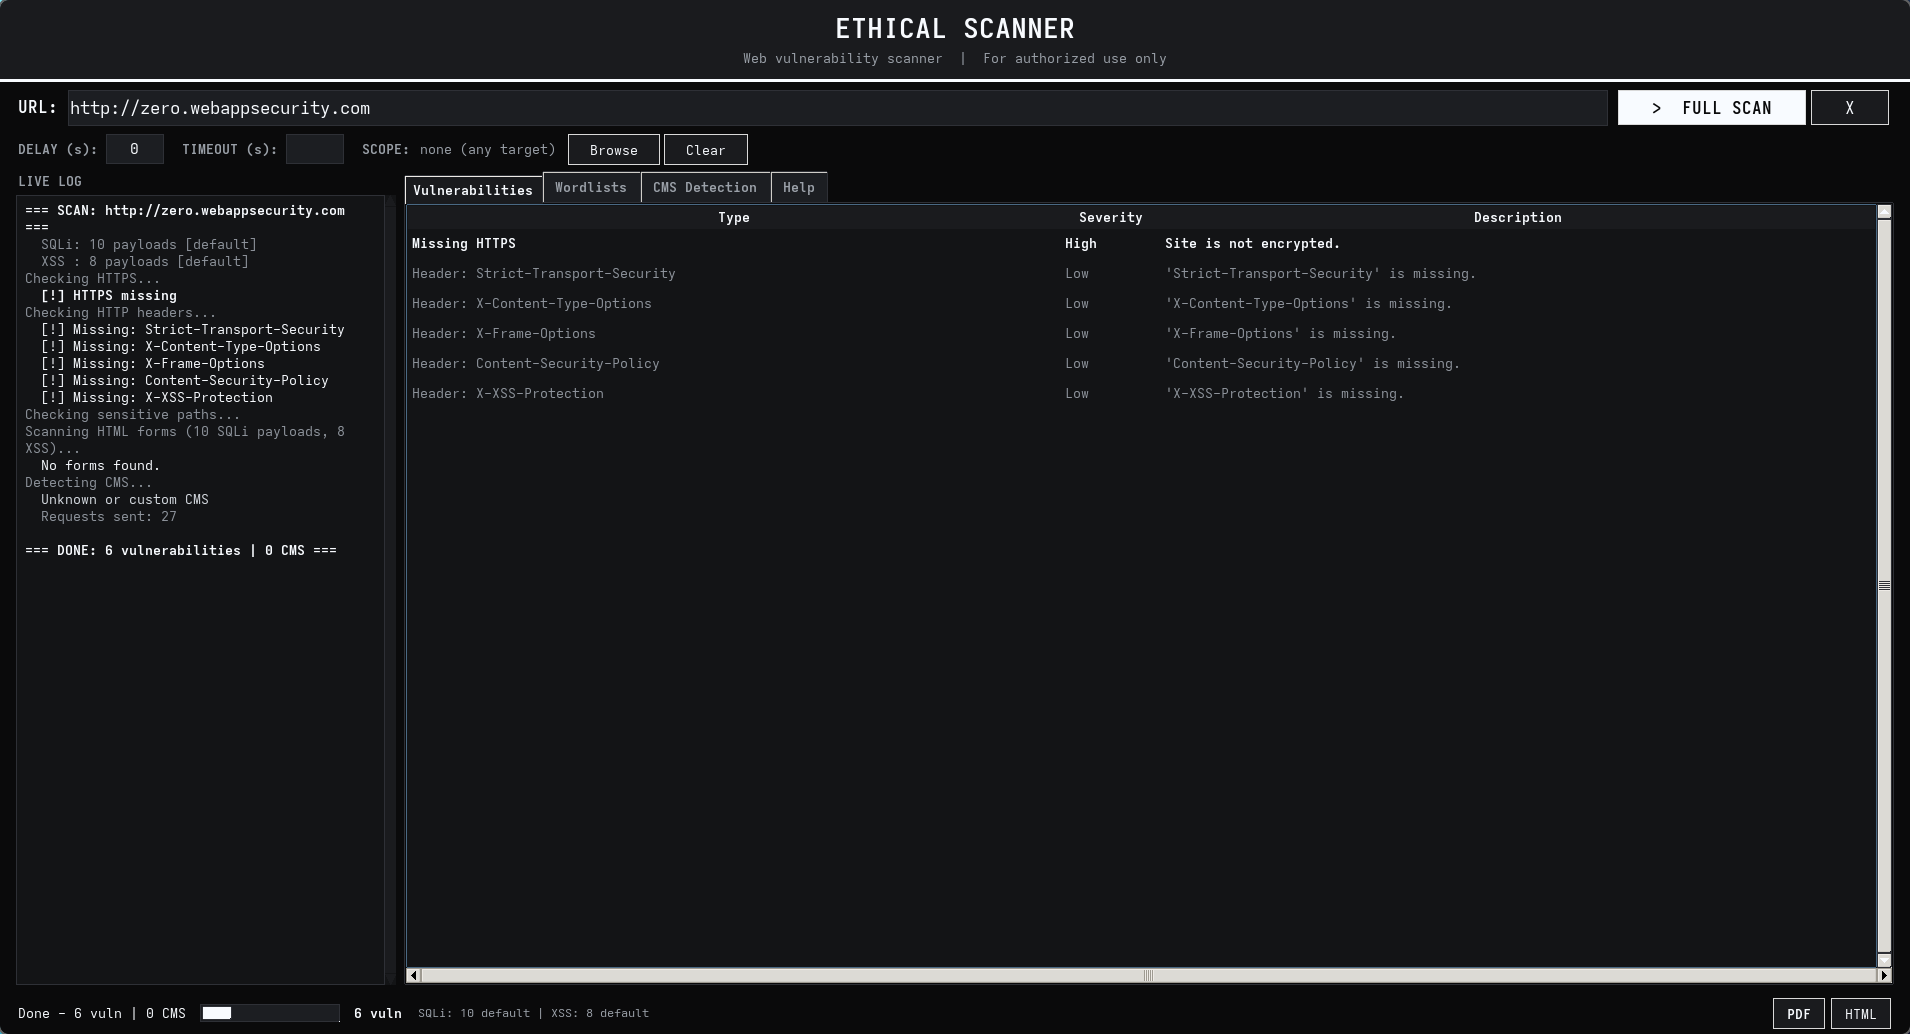 ETHICAL SCANNER
Web vulnerability scanner | For authorized use only
URL: http://zero.webappsecurity.com > FULL SCAN X
DELAY (s): 0 TIMEOUT (s): SCOPE: none (any target) Browse Clear
LIVE LOG
=== SCAN: http://zero.webappsecurity.com
===
SQLi: 10 payloads [default]
XSS : 8 payloads [default]
Checking HTTPS...
[!] HTTPS missing
Checking HTTP headers...
[!] Missing: Strict-Transport-Security
[!] Missing: X-Content-Type-Options
[!] Missing: X-Frame-Options
[!] Missing: Content-Security-Policy
[!] Missing: X-XSS-Protection
Checking sensitive paths...
Scanning HTML forms (10 SQLi payloads, 8
XSS)...
No forms found.
Detecting CMS...
Unknown or custom CMS
Requests sent: 27
=== DONE: 6 vulnerabilities | 0 CMS ===
Vulnerabilities Wordlists CMS Detection Help
Type Severity Description
Missing HTTPS High Site is not encrypted.
Header: Strict-Transport-Security Low 'Strict-Transport-Security' is missing.
Header: X-Content-Type-Options Low 'X-Content-Type-Options' is missing.
Header: X-Frame-Options Low 'X-Frame-Options' is missing.
Header: Content-Security-Policy Low 'Content-Security-Policy' is missing.
Header: X-XSS-Protection Low 'X-XSS-Protection' is missing.
Done - 6 vuln | 0 CMS 6 vuln SQLi: 10 default | XSS: 8 default PDF HTML